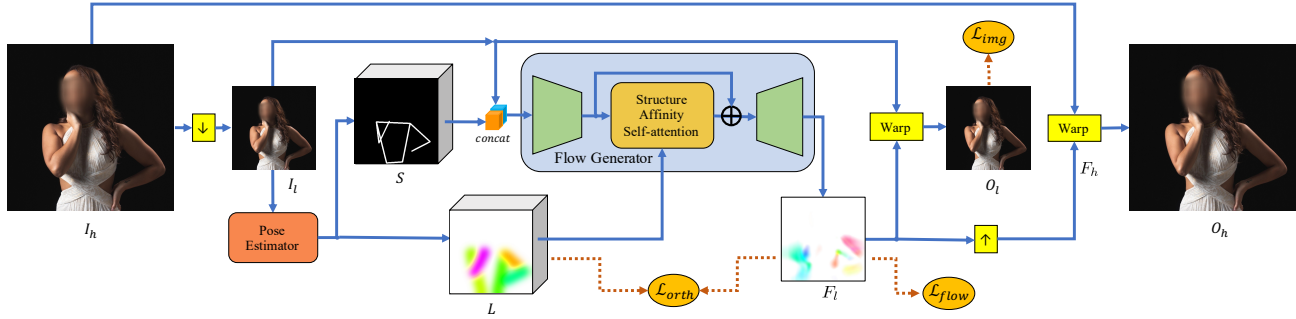 I_h
↓
I_l
Pose
Estimator
S
L
concat
Flow Generator
Structure
Affinity
Self-attention
F_l
ℒ_orth
ℒ_flow
Warp
↑
ℒ_img
O_l
Warp
F_h
O_h